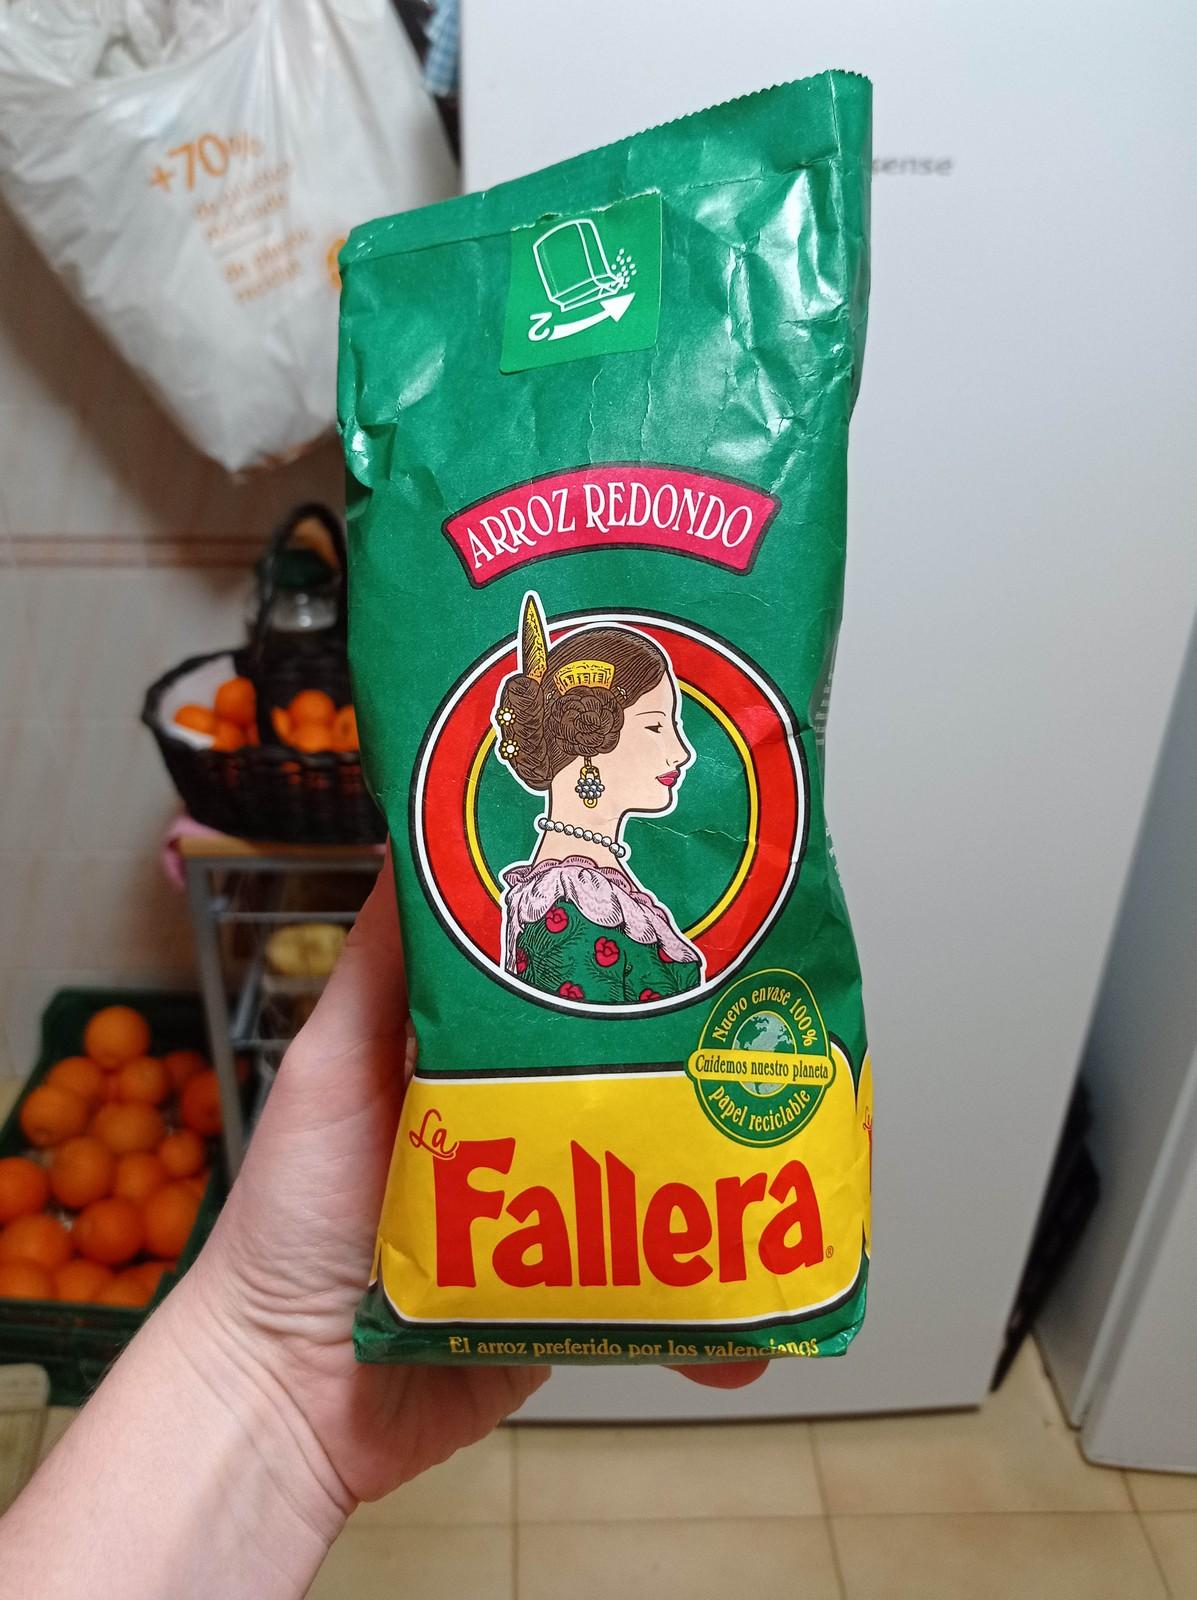 +70%
sense
2
ARROZ REDONDO
Nuevo envase 100%
Cuidemos nuestro planeta
papel reciclable
La
Fallera®
El arroz preferido por los valencianos